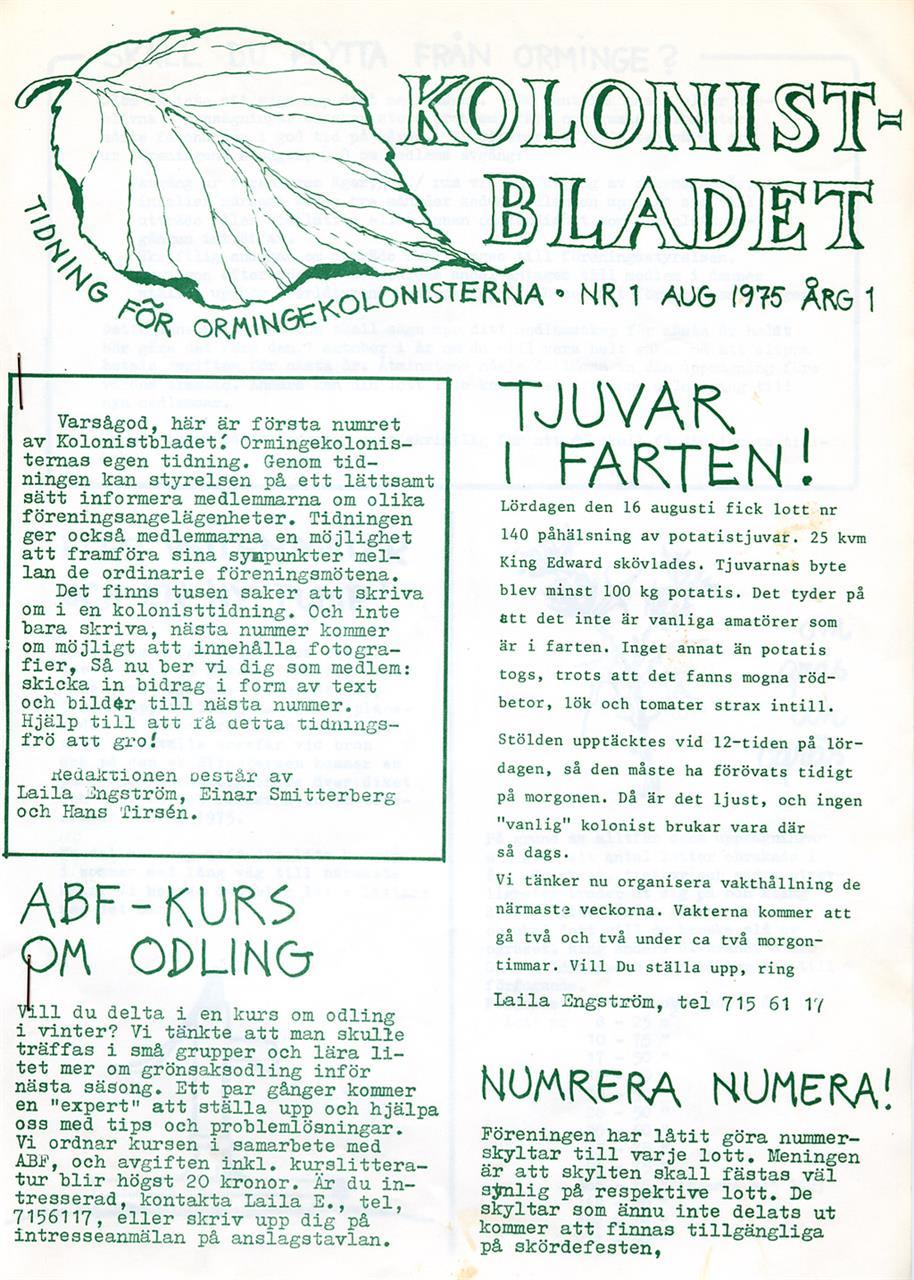 KOLONIST-
BLADET
TIDNING FÖR ORMINGEKOLONISTERNA • NR 1 AUG 1975 ÅRG 1
Varsågod, här är första numret
av Kolonistbladet. Ormingekolonis-
ternas egen tidning. Genom tid-
ningen kan styrelsen på ett lättsamt
sätt informera medlemmarna om olika
föreningsangelägenheter. Tidningen
ger också medlemmarna en möjlighet
att framföra sina synpunkter mel-
lan de ordinarie föreningsmötena.
Det finns tusen saker att skriva
om i en kolonisttidning. Och inte
bara skriva, nästa nummer kommer
om möjligt att innehålla fotogra-
fier, Så nu ber vi dig som medlem:
skicka in bidrag i form av text
och bilder till nästa nummer.
Hjälp till att få detta tidnings-
frö att gro!
Redaktionen består av
Laila Engström, Einar Smitterberg
och Hans Tirsén.
ABF-KURS
OM ODLING
Vill du delta i en kurs om odling
i vinter? Vi tänkte att man skulle
träffas i små grupper och lära li-
tet mer om grönsaksodling inför
nästa säsong. Ett par gånger kommer
en "expert" att ställa upp och hjälpa
oss med tips och problemlösningar.
Vi ordnar kursen i samarbete med
ABF, och avgiften inkl. kurslittera-
tur blir högst 20 kronor. Är du in-
tresserad, kontakta Laila E., tel,
7156117, eller skriv upp dig på
intresseanmälan på anslagstavlan.
TJUVAR
I FARTEN!
Lördagen den 16 augusti fick lott nr
140 påhälsning av potatistjuvar. 25 kvm
King Edward skövlades. Tjuvarnas byte
blev minst 100 kg potatis. Det tyder på
att det inte är vanliga amatörer som
är i farten. Inget annat än potatis
togs, trots att det fanns mogna röd-
betor, lök och tomater strax intill.
Stölden upptäcktes vid 12-tiden på lör-
dagen, så den måste ha förövats tidigt
på morgonen. Då är det ljust, och ingen
"vanlig" kolonist brukar vara där
så dags.
Vi tänker nu organisera vakthållning de
närmaste veckorna. Vakterna kommer att
gå två och två under ca två morgon-
timmar. Vill Du ställa upp, ring
Laila Engström, tel 715 61 17
NUMRERA NUMERA!
Föreningen har låtit göra nummer-
skyltar till varje lott. Meningen
är att skylten skall fästas väl
synlig på respektive lott. De
skyltar som ännu inte delats ut
kommer att finnas tillgängliga
på skördefesten,